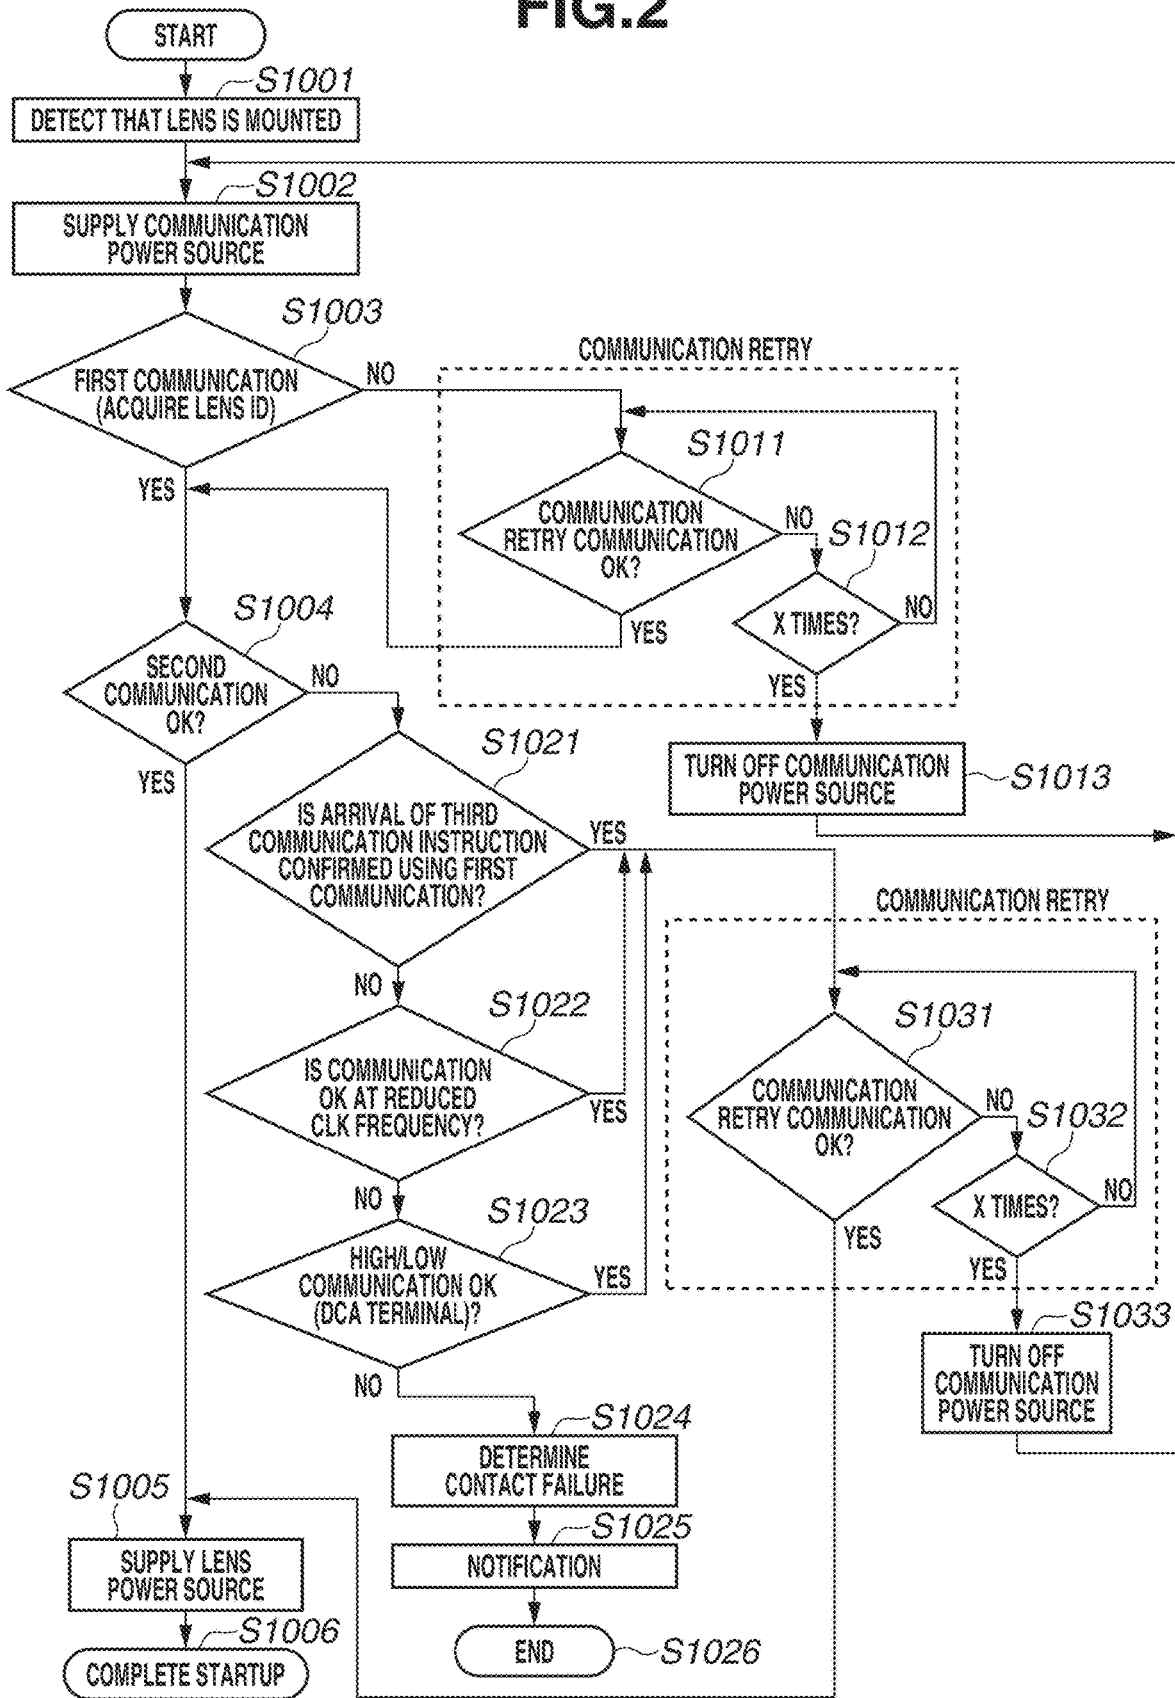 FIG.2
START
S1001
DETECT THAT LENS IS MOUNTED
S1002
SUPPLY COMMUNICATION
POWER SOURCE
S1003
FIRST COMMUNICATION
(ACQUIRE LENS ID)
NO
YES
COMMUNICATION RETRY
S1011
COMMUNICATION
RETRY COMMUNICATION
OK?
NO
S1012
X TIMES?
NO
YES
YES
S1004
SECOND
COMMUNICATION
OK?
NO
YES
TURN OFF COMMUNICATION
POWER SOURCE
S1013
S1021
IS ARRIVAL OF THIRD
COMMUNICATION INSTRUCTION
CONFIRMED USING FIRST
COMMUNICATION?
YES
NO
COMMUNICATION RETRY
S1022
IS COMMUNICATION
OK AT REDUCED
CLK FREQUENCY?
YES
NO
S1031
COMMUNICATION
RETRY COMMUNICATION
OK?
NO
S1032
X TIMES?
NO
YES
YES
S1023
HIGH/LOW
COMMUNICATION OK
(DCA TERMINAL)?
YES
NO
S1033
TURN OFF
COMMUNICATION
POWER SOURCE
S1024
DETERMINE
CONTACT FAILURE
S1025
NOTIFICATION
END
S1026
S1005
SUPPLY LENS
POWER SOURCE
S1006
COMPLETE STARTUP